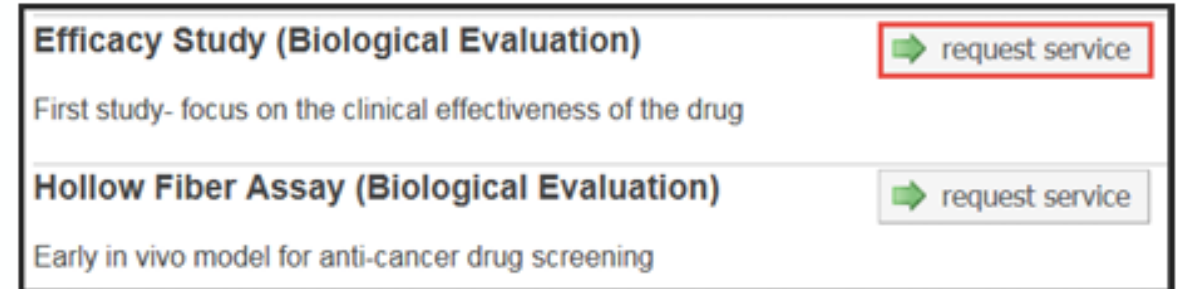 Efficacy Study (Biological Evaluation)
request service
First study- focus on the clinical effectiveness of the drug
Hollow Fiber Assay (Biological Evaluation)
request service
Early in vivo model for anti-cancer drug screening